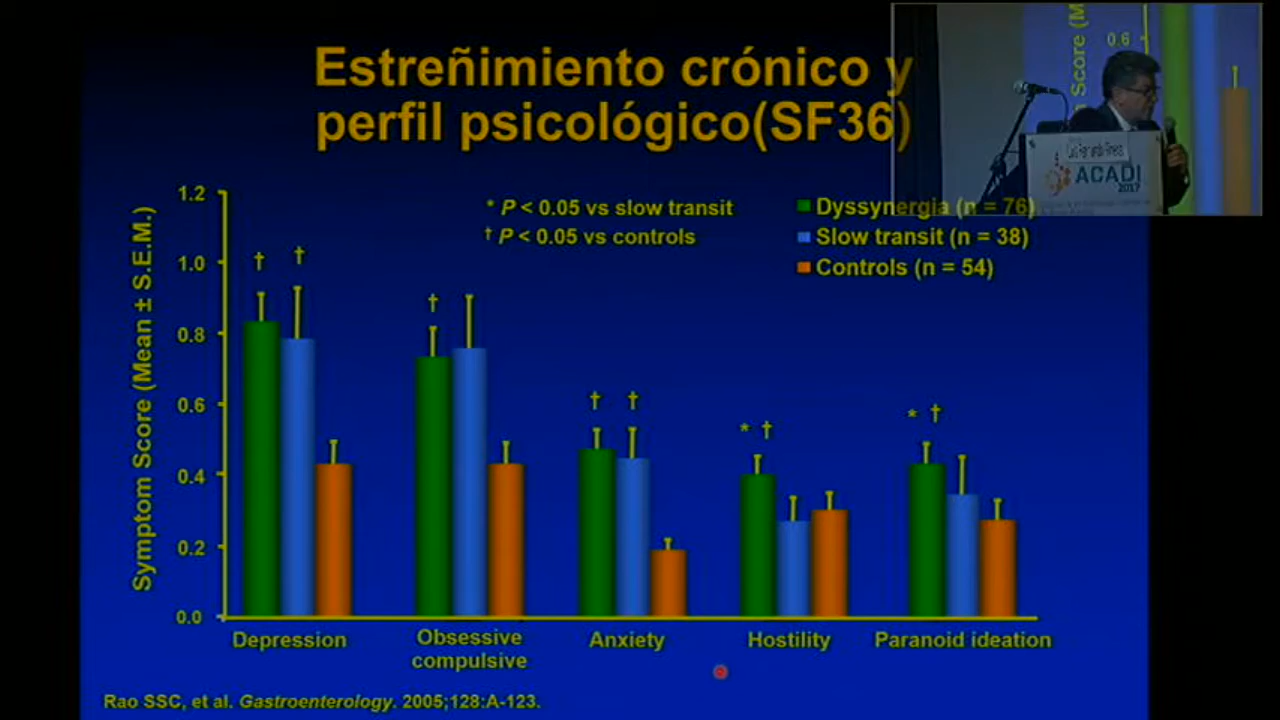 Estreñimiento crónico y
perfil psicológico(SF36)
Score (M
0.6
Luis Fernando
ACADI
2017
* P < 0.05 vs slow transit
† P < 0.05 vs controls
Dyssynergia (n = 76)
Slow transit (n = 38)
Controls (n = 54)
Symptom Score (Mean ± S.E.M.)
1.2
1.0
0.8
0.6
0.4
0.2
0.0
† †
†
† †
* †
* †
Depression
Obsessive
compulsive
Anxiety
Hostility
Paranoid ideation
Rao SSC, et al. Gastroenterology. 2005;128:A-123.